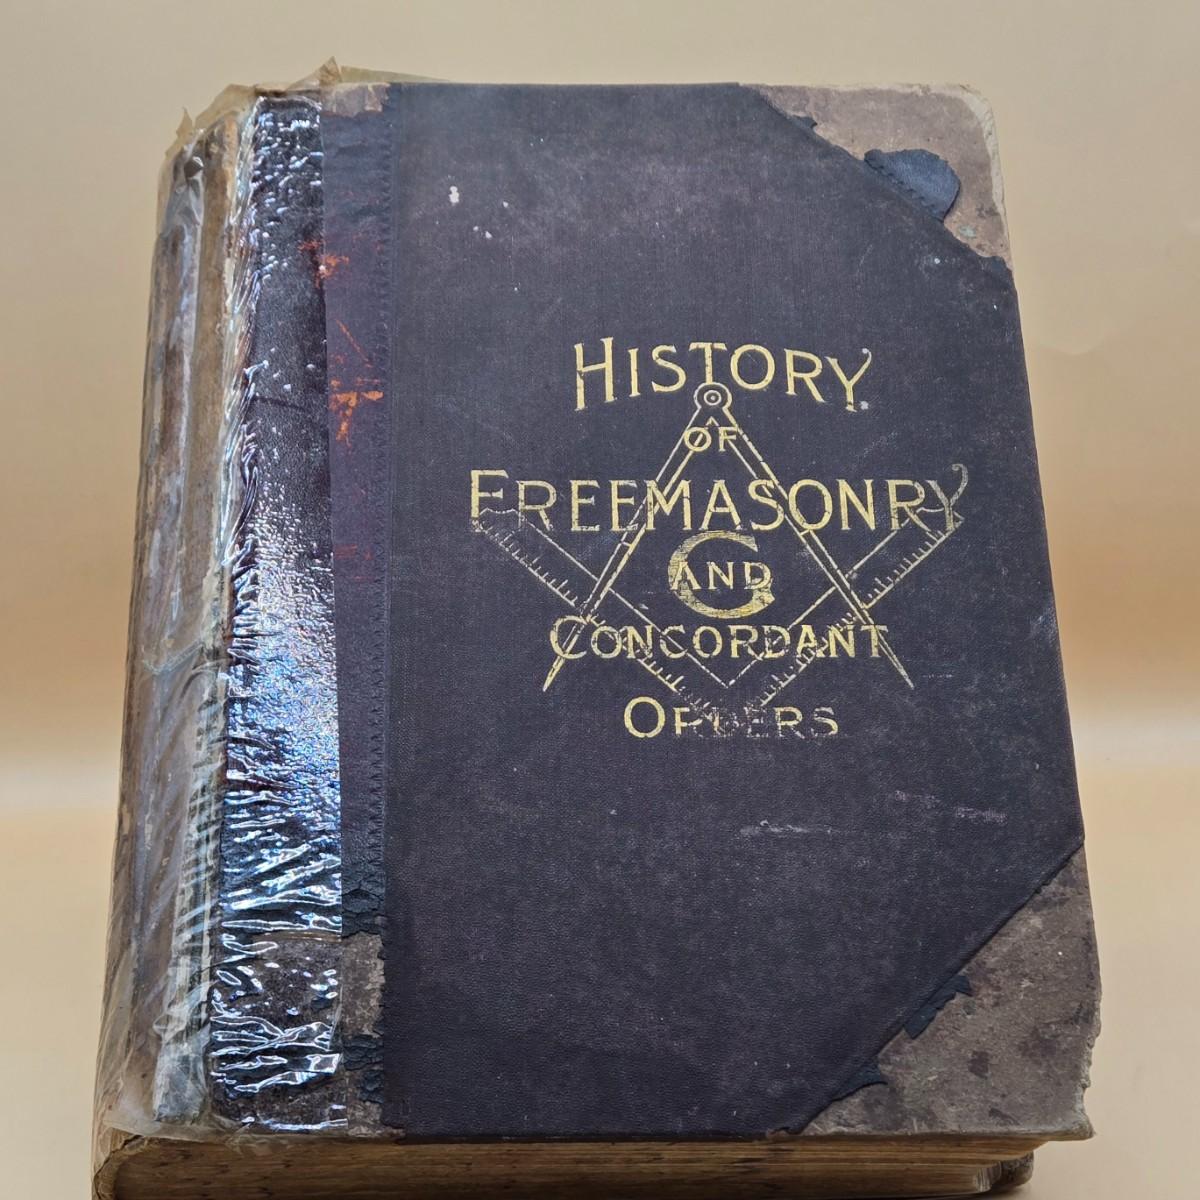 HISTORY
OF
FREEMASONRY
G
AND
CONCORDANT
ORDERS